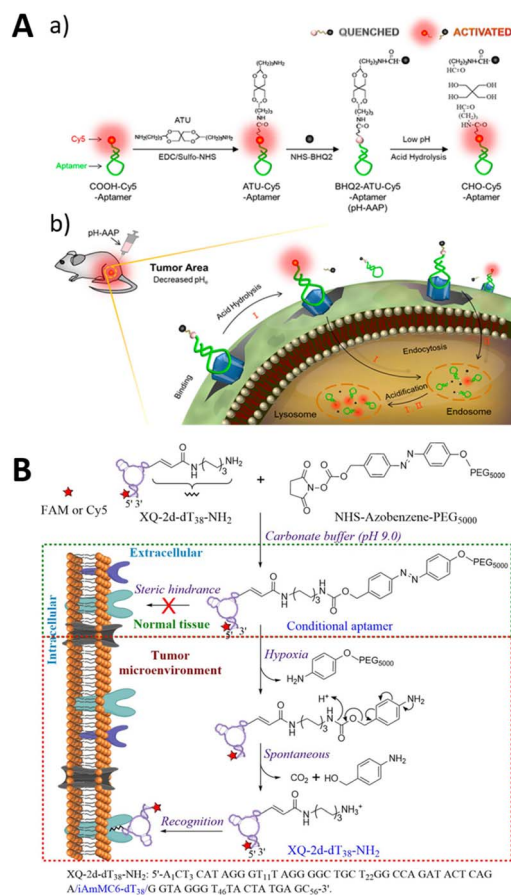 A
a)
QUENCHED
ACTIVATED
Cy5
Aptamer
COOH-Cy5
-Aptamer
ATU
EDC/Sulfo-NHS
ATU-Cy5
-Aptamer
NHS-BHQ2
BHQ2-ATU-Cy5
-Aptamer
(pH-AAP)
Low pH
Acid Hydrolysis
CHO-Cy5
-Aptamer
b)
pH-AAP
Tumor Area
Decreased pHe
Binding
Acid Hydrolysis
I
I
II
Endocytosis
Acidification
I II
Lysosome
Endosome
B
FAM or Cy5
5' 3'
XQ-2d-dT38-NH2
+
NHS-Azobenzene-PEG5000
Carbonate buffer (pH 9.0)
Extracellular
Intracellular
Steric hindrance
Normal tissue
Conditional aptamer
Tumor microenvironment
Hypoxia
Spontaneous
CO2 +
Recognition
XQ-2d-dT38-NH2
XQ-2d-dT38-NH2: 5'-A1CT3 CAT AGG GT11T AGG GGC TGC T22GG CCA GAT ACT CAG
A/iAmMC6-dT38/G GTA GGG T46TA CTA TGA GC56-3'.